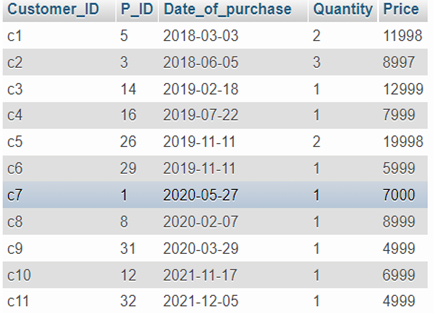 Customer_ID P_ID Date_of_purchase Quantity Price
c1 5 2018-03-03 2 11998
c2 3 2018-06-05 3 8997
c3 14 2019-02-18 1 12999
c4 16 2019-07-22 1 7999
c5 26 2019-11-11 2 19998
c6 29 2019-11-11 1 5999
c7 1 2020-05-27 1 7000
c8 8 2020-02-07 1 8999
c9 31 2020-03-29 1 4999
c10 12 2021-11-17 1 6999
c11 32 2021-12-05 1 4999